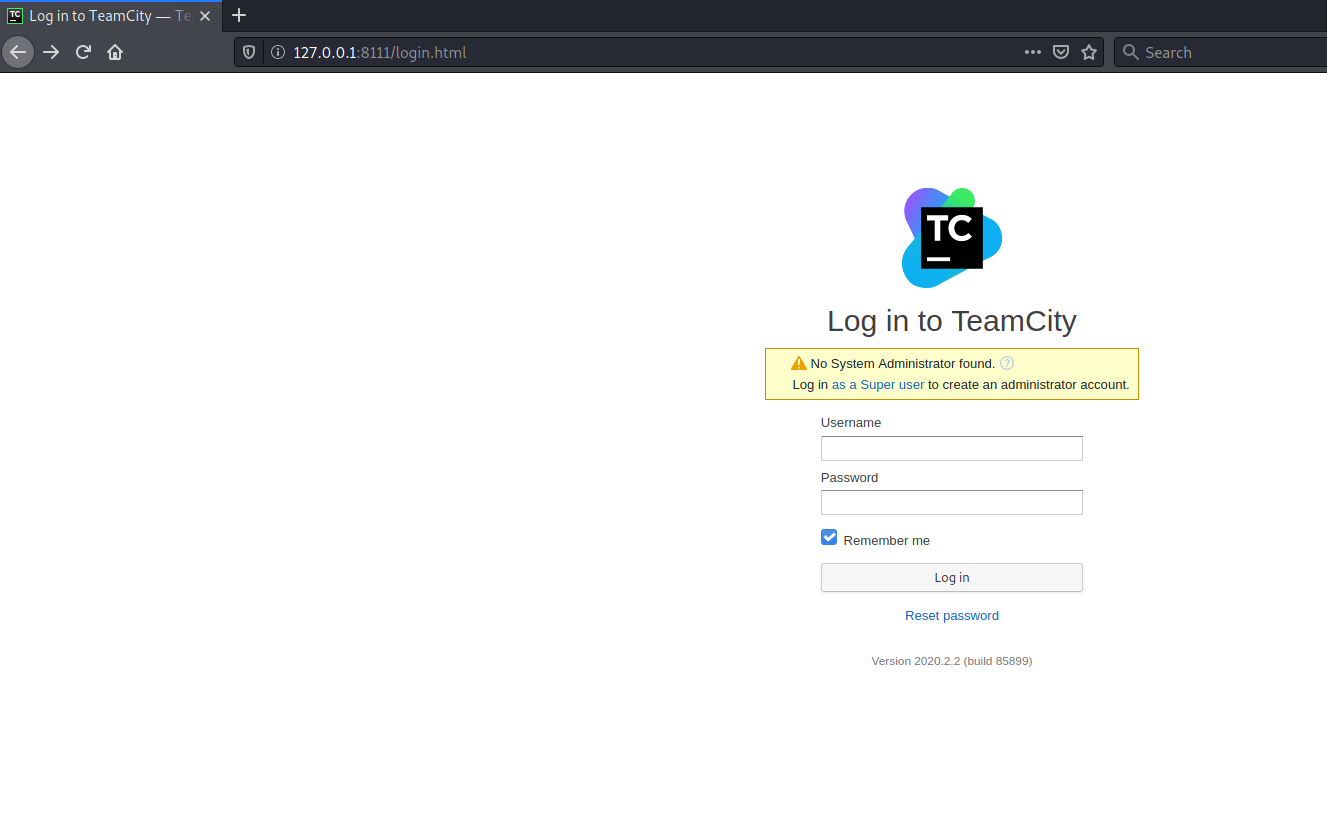 TC Log in to TeamCity — Te
127.0.0.1:8111/login.html
Search
TC
Log in to TeamCity
No System Administrator found. ?
Log in as a Super user to create an administrator account.
Username
Password
Remember me
Log in
Reset password
Version 2020.2.2 (build 85899)